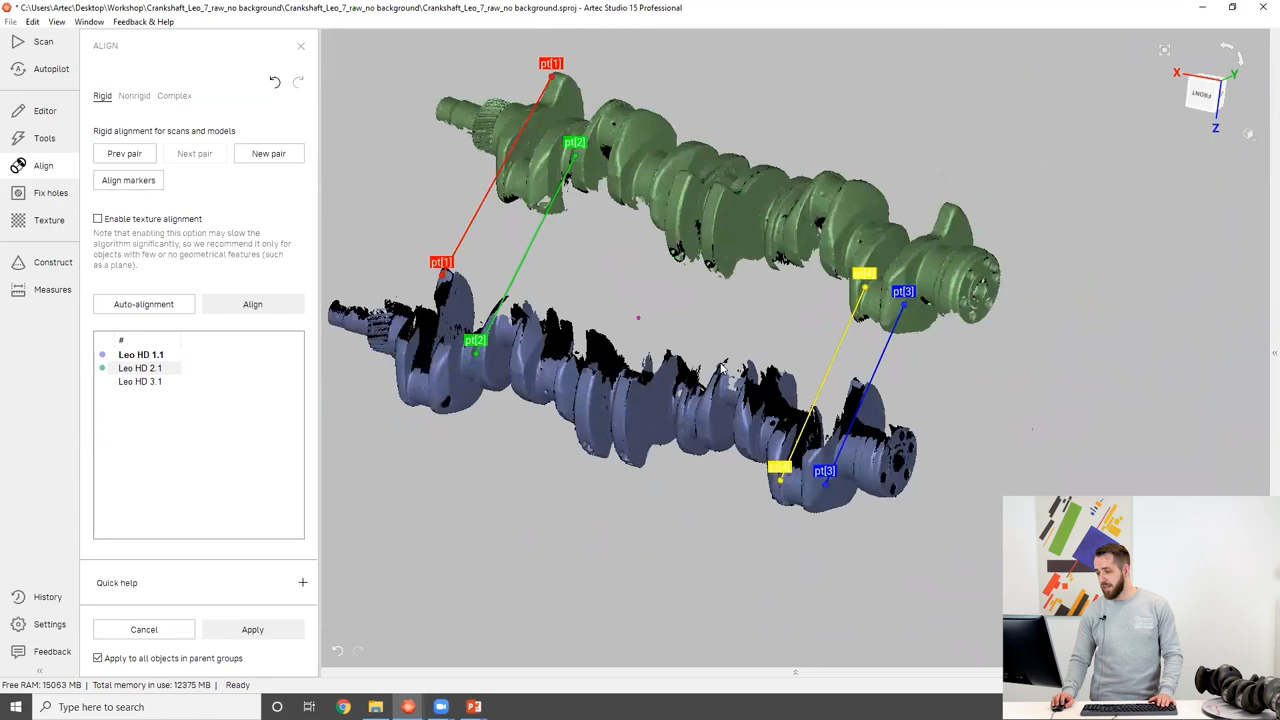 * C:\Users\Artec\Desktop\Workshop\Crankshaft_Leo_7_raw_no background\Crankshaft_Leo_7_raw_no background\Crankshaft_Leo_7_raw_no background.sproj - Artec Studio 15 Professional
File Edit View Window Feedback & Help
Scan
Autopilot
Editor
Tools
Align
Fix holes
Texture
Construct
Measures
History
Settings
Feedback
ALIGN
Rigid Nonrigid Complex
Rigid alignment for scans and models
Prev pair Next pair New pair
Align markers
Enable texture alignment
Note that enabling this option may slow the
algorithm significantly, so we recommend it only for
objects with few or no geometrical features (such
as a plane).
Auto-alignment Align
#
Leo HD 1.1
Leo HD 2.1
Leo HD 3.1
Quick help +
Cancel Apply
Apply to all objects in parent groups
pt[1]
pt[2]
pt[3]
pt[1]
pt[2]
pt[3]
X
Y
FRONT
Z
Free RAM: 15063 MB | Total memory in use: 12375 MB | Ready
Type here to search